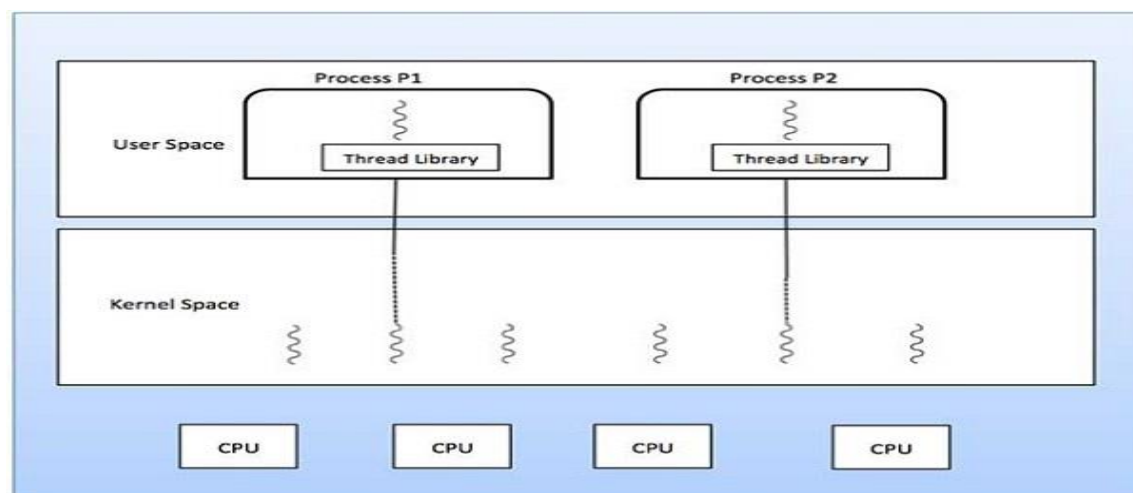 Process P1
Process P2
User Space
Thread Library
Thread Library
Kernel Space
CPU
CPU
CPU
CPU